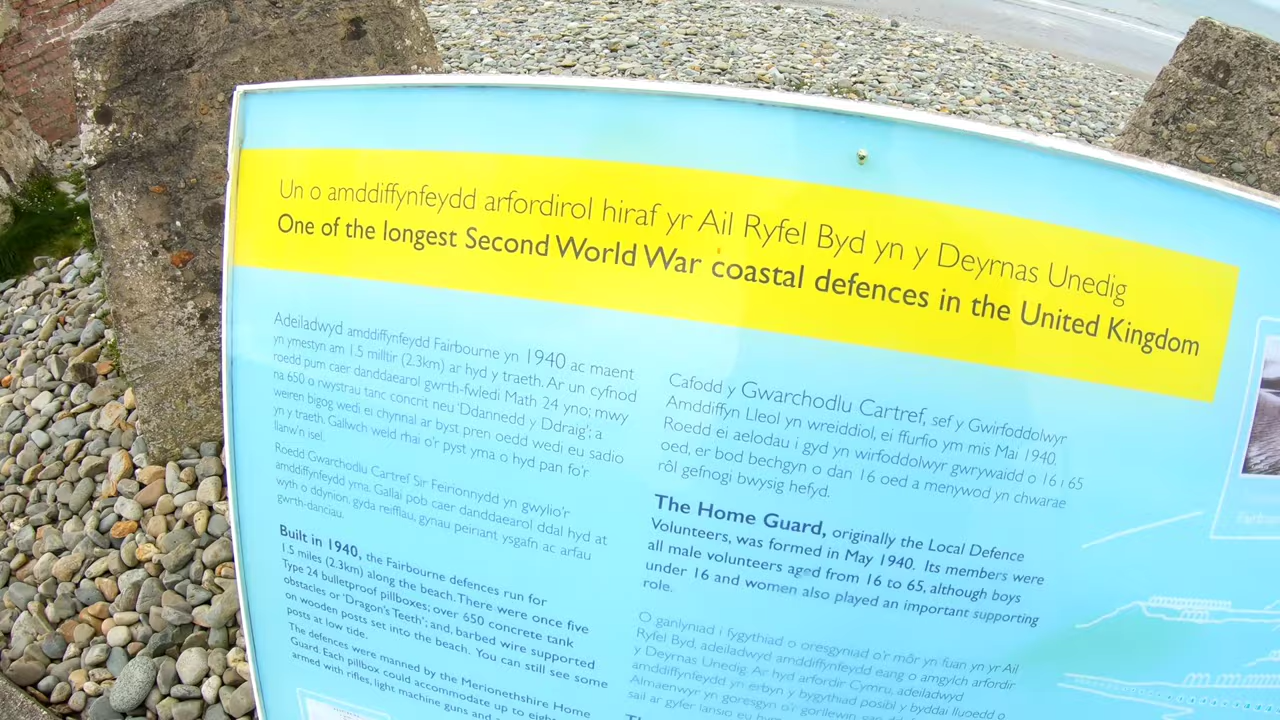 Un o amddiffynfeydd arfordirol hiraf yr Ail Ryfel Byd yn y Deyrnas Unedig
One of the longest Second World War coastal defences in the United Kingdom
Adeiladwyd amddiffynfeydd Fairbourne yn 1940 ac maent
yn ymestyn am 1.5 milltir (2.3km) ar hyd y traeth. Ar un cyfnod
roedd pum caer danddaearol gwrth-fwledi Math 24 yno; mwy
na 650 o rwystrau tanc concrit neu 'Ddannedd y Ddraig'; a
weren bigog wedi ei chynnal ar byst pren oedd wedi eu sadio
yn y traeth. Gallwch weld rhai o'r pyst yma o hyd pan fo'r
llanw'n isel.
Roedd Gwarchodlu Cartref Sir Feirionnydd yn gwylio'r
amddiffynfeydd yma. Gallai pob caer danddaearol ddal hyd at
wyth o ddynion, gyda reifflau, gynau peiriant ysgafn ac arfau
gwrth-danciau.
Built in 1940, the Fairbourne defences run for
1.5 miles (2.3km) along the beach. There were once five
Type 24 bulletproof pillboxes; over 650 concrete tank
obstacles or 'Dragon's Teeth'; and, barbed wire supported
on wooden posts set into the beach. You can still see some
posts at low tide.
The defences were manned by the Merionethshire Home
Guard. Each pillbox could accommodate up to eight
armed with rifles, light machine guns and
Cafodd y Gwarchodlu Cartref, sef y Gwirfoddolwyr
Amddiffyn Lleol yn wreiddiol, ei ffurfio ym mis Mai 1940.
Roedd ei aelodau i gyd yn wirfoddolwyr gwrywaidd o 16 i 65
oed, er bod bechgyn o dan 16 oed a menywod yn chwarae
rôl gefnogi bwysig hefyd.
The Home Guard, originally the Local Defence
Volunteers, was formed in May 1940. Its members were
all male volunteers aged from 16 to 65, although boys
under 16 and women also played an important supporting
role.
O ganlyniad i fygythiad o oresgyniad o'r môr yn fuan yn yr Ail
Ryfel Byd, adeiladwyd amddiffynfeydd eang o amgylch arfordir
y Deyrnas Unedig. Ar hyd arfordir Cymru, adeiladwyd
amddiffynfeydd yn erbyn y bygythiad posibl y byddai lluoedd o
Almaenwyr yn goresgyn o'r gorllewin gan
sail ar gyfer lansio eu